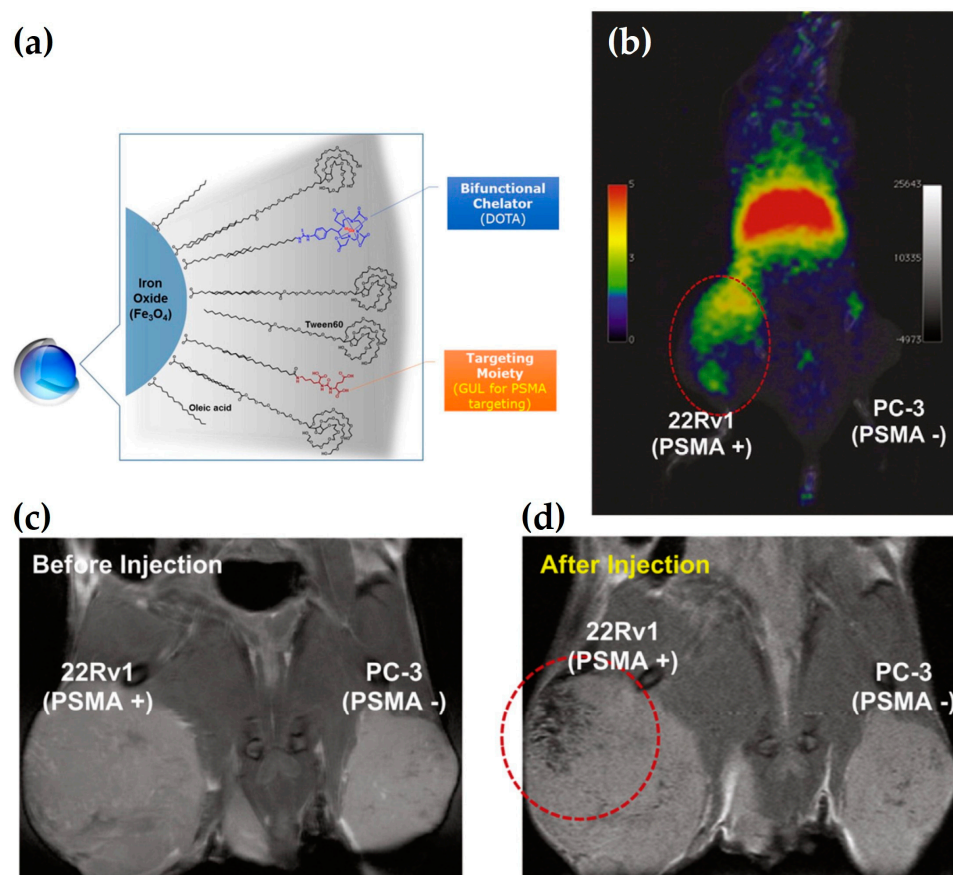 (a)
Iron
Oxide
(Fe₃O₄)
Tween60
Oleic acid
Bifunctional
Chelator
(DOTA)
Targeting
Moiety
(GUL for PSMA
targeting)
(b)
5
3
0
25643
10335
-4973
22Rv1
(PSMA +)
PC-3
(PSMA -)
(c)
Before Injection
22Rv1
(PSMA +)
PC-3
(PSMA -)
(d)
After Injection
22Rv1
(PSMA +)
PC-3
(PSMA -)